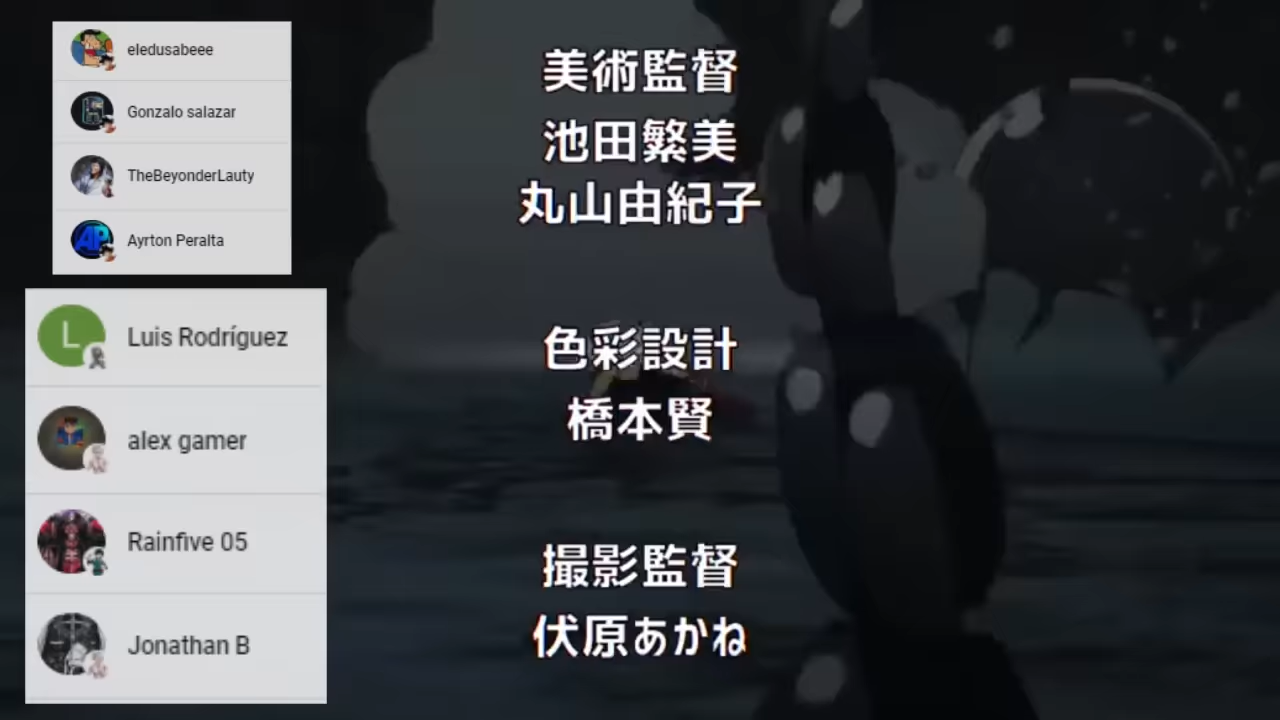 eledusabeee
Gonzalo salazar
TheBeyonderLauty
AP
Ayrton Peralta
L
Luis Rodríguez
alex gamer
Rainfive 05
Jonathan B
美術監督
池田繁美
丸山由紀子
色彩設計
橋本賢
撮影監督
伏原あかね